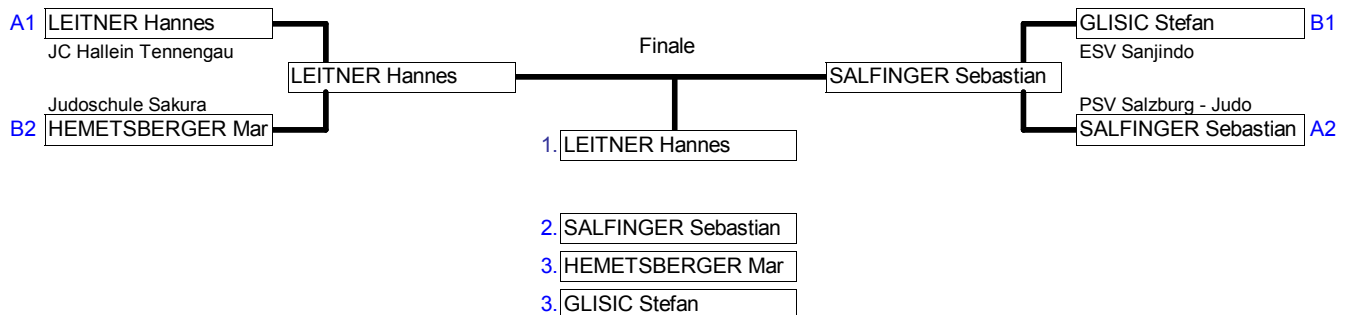 A1 LEITNER Hannes
JC Hallein Tennengau
Judoschule Sakura
B2 HEMETSBERGER Mar
LEITNER Hannes
Finale
SALFINGER Sebastian
GLISIC Stefan B1
ESV Sanjindo
PSV Salzburg - Judo
SALFINGER Sebastian A2
1. LEITNER Hannes
2. SALFINGER Sebastian
3. HEMETSBERGER Mar
3. GLISIC Stefan